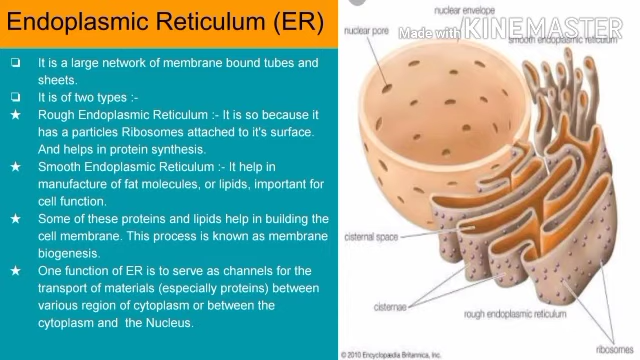 Endoplasmic Reticulum (ER)
❏ It is a large network of membrane bound tubes and
sheets.
❏ It is of two types :-
★ Rough Endoplasmic Reticulum :- It is so because it
has a particles Ribosomes attached to it's surface.
And helps in protein synthesis.
★ Smooth Endoplasmic Reticulum :- It help in
manufacture of fat molecules, or lipids, important for
cell function.
★ Some of these proteins and lipids help in building the
cell membrane. This process is known as membrane
biogenesis.
★ One function of ER is to serve as channels for the
transport of materials (especially proteins) between
various region of cytoplasm or between the
cytoplasm and the Nucleus.
nuclear envelope
nuclear pore
Made with KINEMASTER
smooth endoplasmic reticulum
cisternal space
cisternae
rough endoplasmic reticulum
ribosomes
© 2010 Encyclopædia Britannica, Inc.